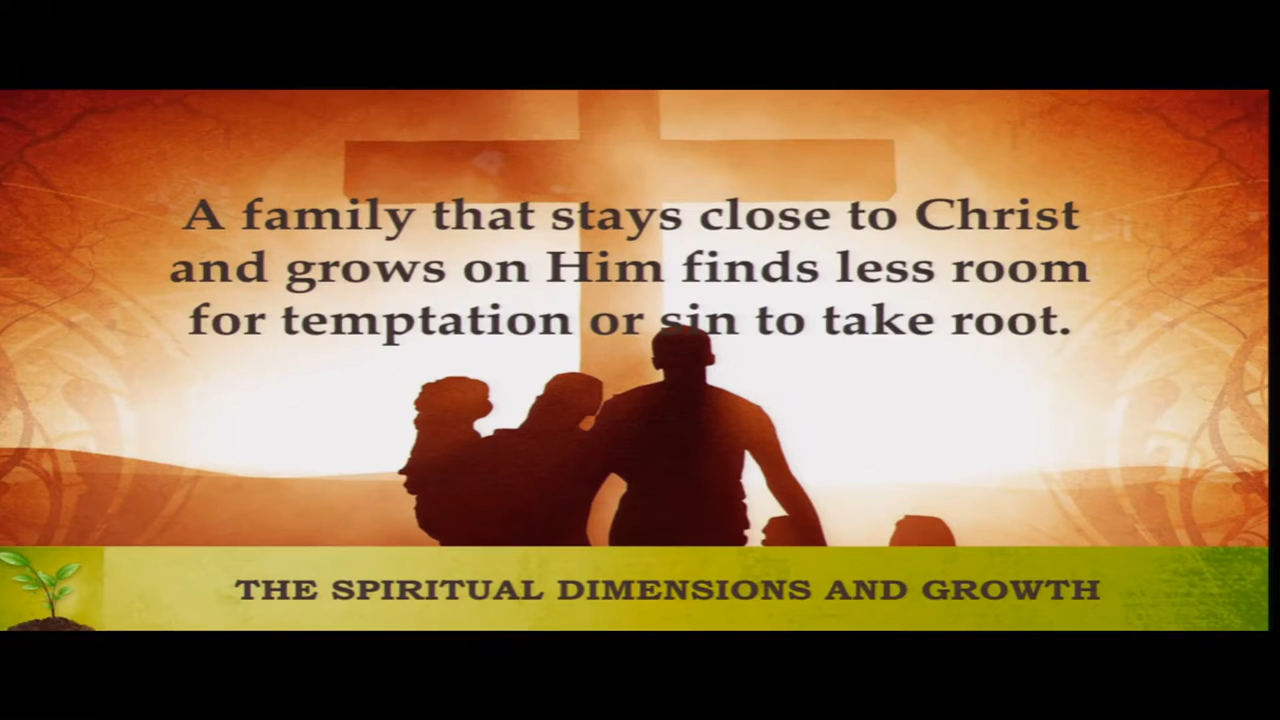 A family that stays close to Christ
and grows on Him finds less room
for temptation or sin to take root.
THE SPIRITUAL DIMENSIONS AND GROWTH